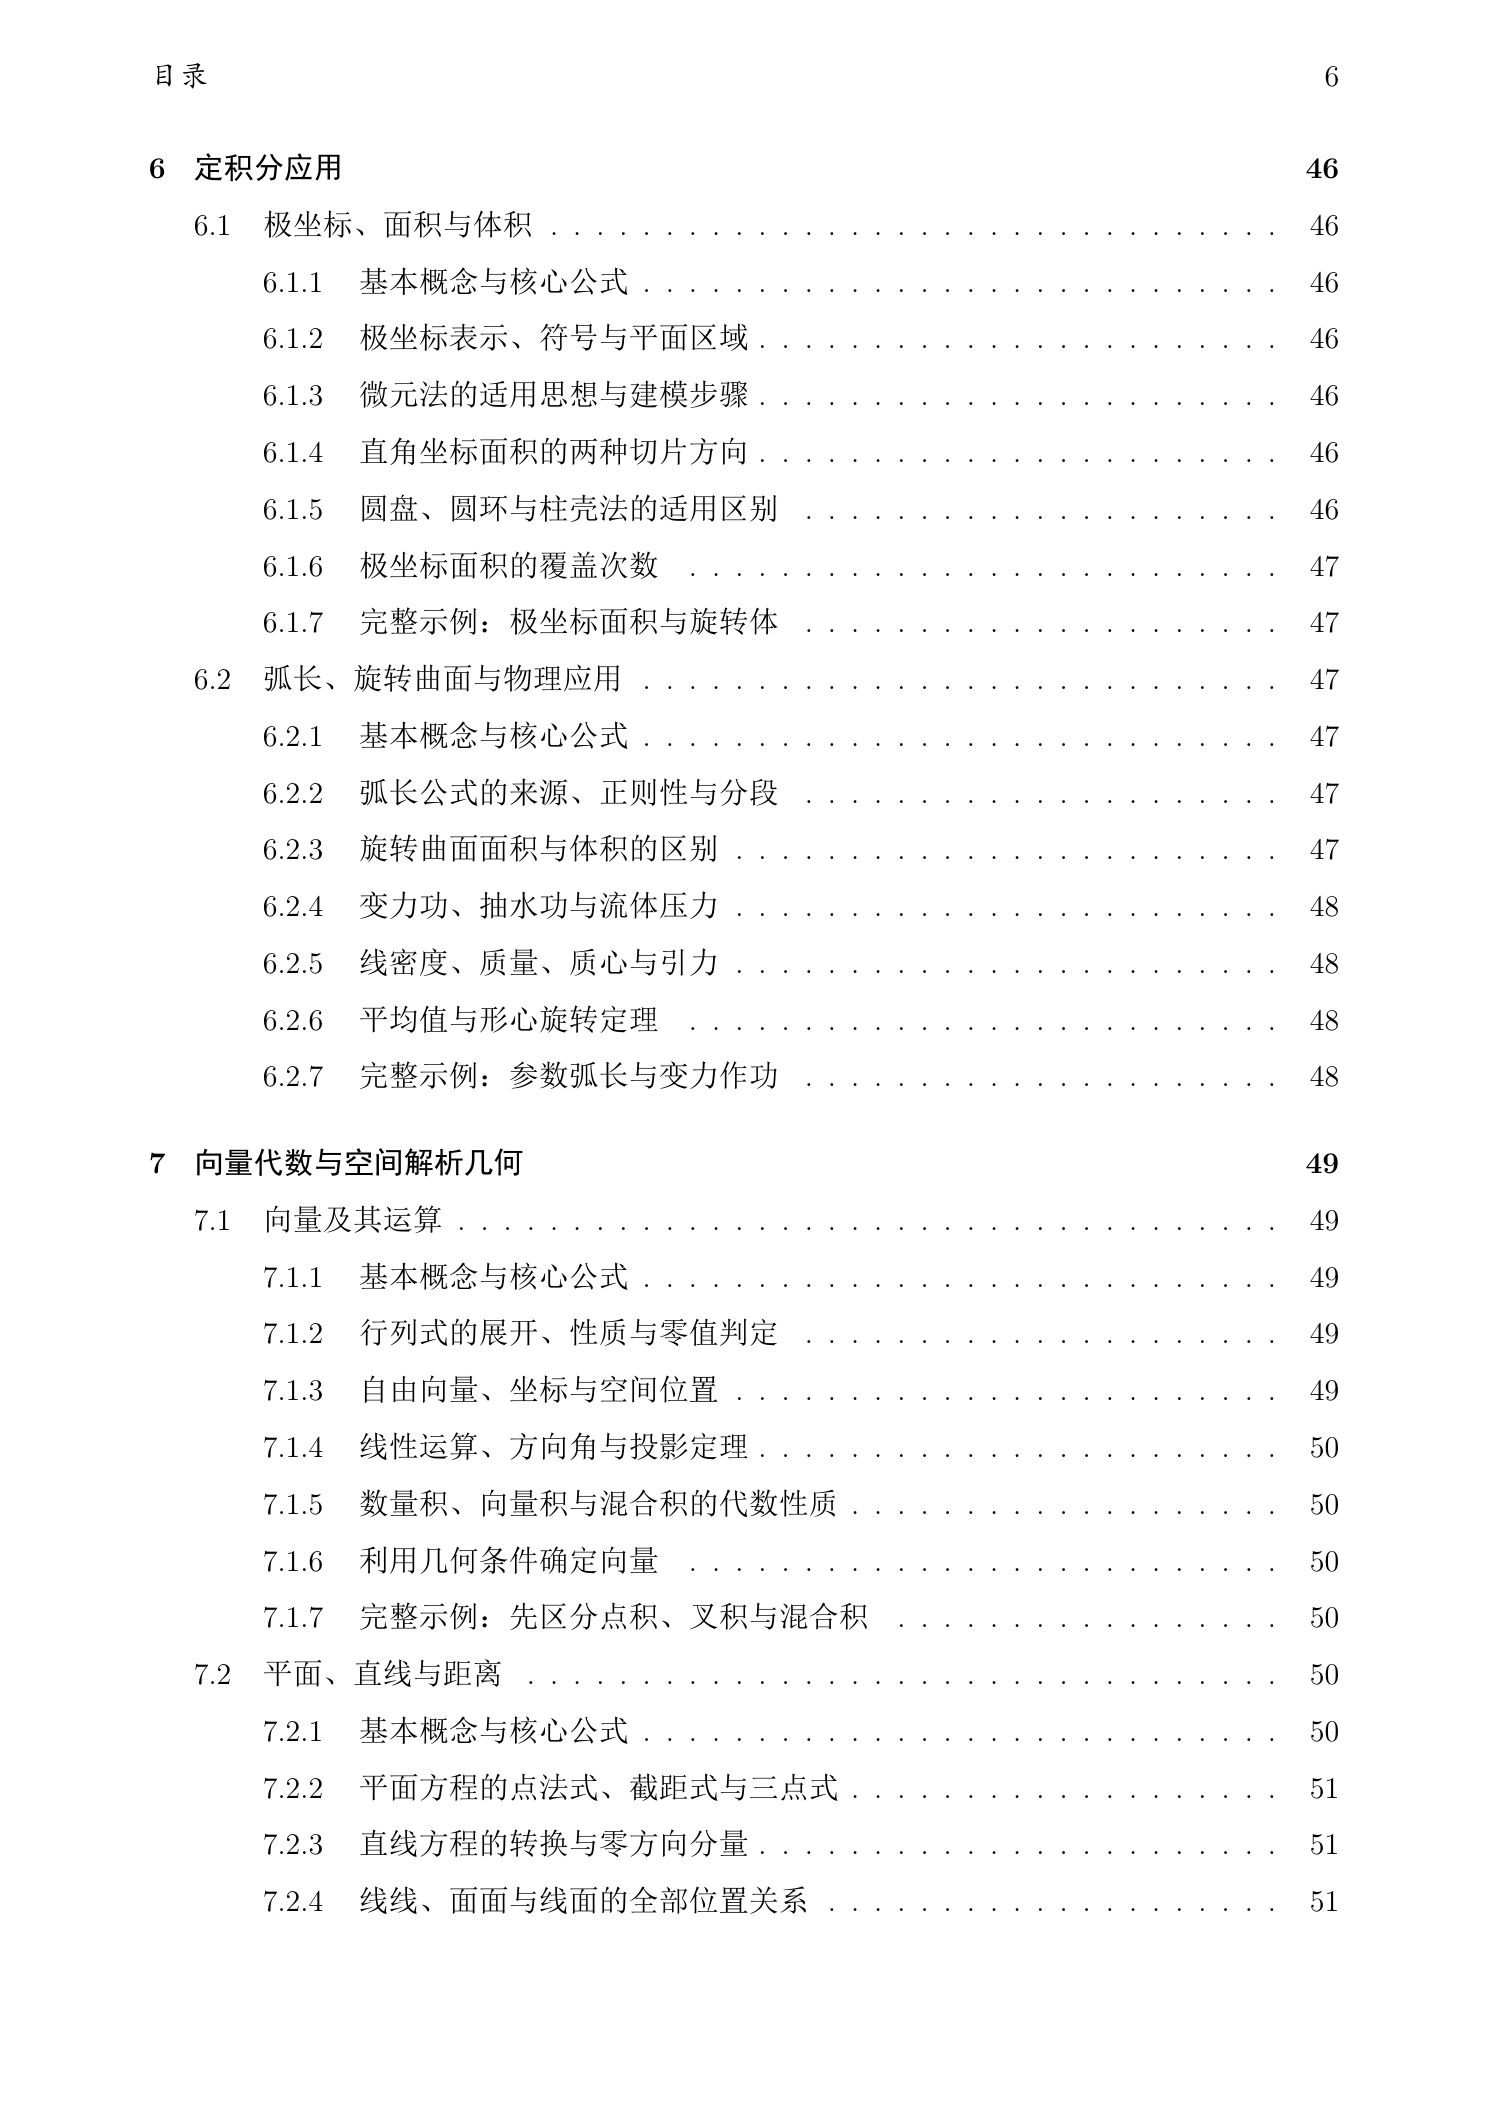 目录 6
6 定积分应用 46
6.1 极坐标、面积与体积 . . . . . . . . . . . . . . . . . . . . . . . . . . . . . . . . 46
6.1.1 基本概念与核心公式 . . . . . . . . . . . . . . . . . . . . . . . . . . . . 46
6.1.2 极坐标表示、符号与平面区域 . . . . . . . . . . . . . . . . . . . . . . . 46
6.1.3 微元法的适用思想与建模步骤 . . . . . . . . . . . . . . . . . . . . . . . 46
6.1.4 直角坐标面积的两种切片方向 . . . . . . . . . . . . . . . . . . . . . . . 46
6.1.5 圆盘、圆环与柱壳法的适用区别 . . . . . . . . . . . . . . . . . . . . . 46
6.1.6 极坐标面积的覆盖次数 . . . . . . . . . . . . . . . . . . . . . . . . . . 47
6.1.7 完整示例：极坐标面积与旋转体 . . . . . . . . . . . . . . . . . . . . . 47
6.2 弧长、旋转曲面与物理应用 . . . . . . . . . . . . . . . . . . . . . . . . . . . . 47
6.2.1 基本概念与核心公式 . . . . . . . . . . . . . . . . . . . . . . . . . . . . 47
6.2.2 弧长公式的来源、正则性与分段 . . . . . . . . . . . . . . . . . . . . . 47
6.2.3 旋转曲面面积与体积的区别 . . . . . . . . . . . . . . . . . . . . . . . . 47
6.2.4 变力功、抽水功与流体压力 . . . . . . . . . . . . . . . . . . . . . . . . 48
6.2.5 线密度、质量、质心与引力 . . . . . . . . . . . . . . . . . . . . . . . . 48
6.2.6 平均值与形心旋转定理 . . . . . . . . . . . . . . . . . . . . . . . . . . 48
6.2.7 完整示例：参数弧长与变力作功 . . . . . . . . . . . . . . . . . . . . . 48
7 向量代数与空间解析几何 49
7.1 向量及其运算 . . . . . . . . . . . . . . . . . . . . . . . . . . . . . . . . . . . . 49
7.1.1 基本概念与核心公式 . . . . . . . . . . . . . . . . . . . . . . . . . . . . 49
7.1.2 行列式的展开、性质与零值判定 . . . . . . . . . . . . . . . . . . . . . 49
7.1.3 自由向量、坐标与空间位置 . . . . . . . . . . . . . . . . . . . . . . . . 49
7.1.4 线性运算、方向角与投影定理 . . . . . . . . . . . . . . . . . . . . . . . 50
7.1.5 数量积、向量积与混合积的代数性质 . . . . . . . . . . . . . . . . . . . 50
7.1.6 利用几何条件确定向量 . . . . . . . . . . . . . . . . . . . . . . . . . . 50
7.1.7 完整示例：先区分点积、叉积与混合积 . . . . . . . . . . . . . . . . . 50
7.2 平面、直线与距离 . . . . . . . . . . . . . . . . . . . . . . . . . . . . . . . . . 50
7.2.1 基本概念与核心公式 . . . . . . . . . . . . . . . . . . . . . . . . . . . . 50
7.2.2 平面方程的点法式、截距式与三点式 . . . . . . . . . . . . . . . . . . . 51
7.2.3 直线方程的转换与零方向分量 . . . . . . . . . . . . . . . . . . . . . . . 51
7.2.4 线线、面面与线面的全部位置关系 . . . . . . . . . . . . . . . . . . . . 51